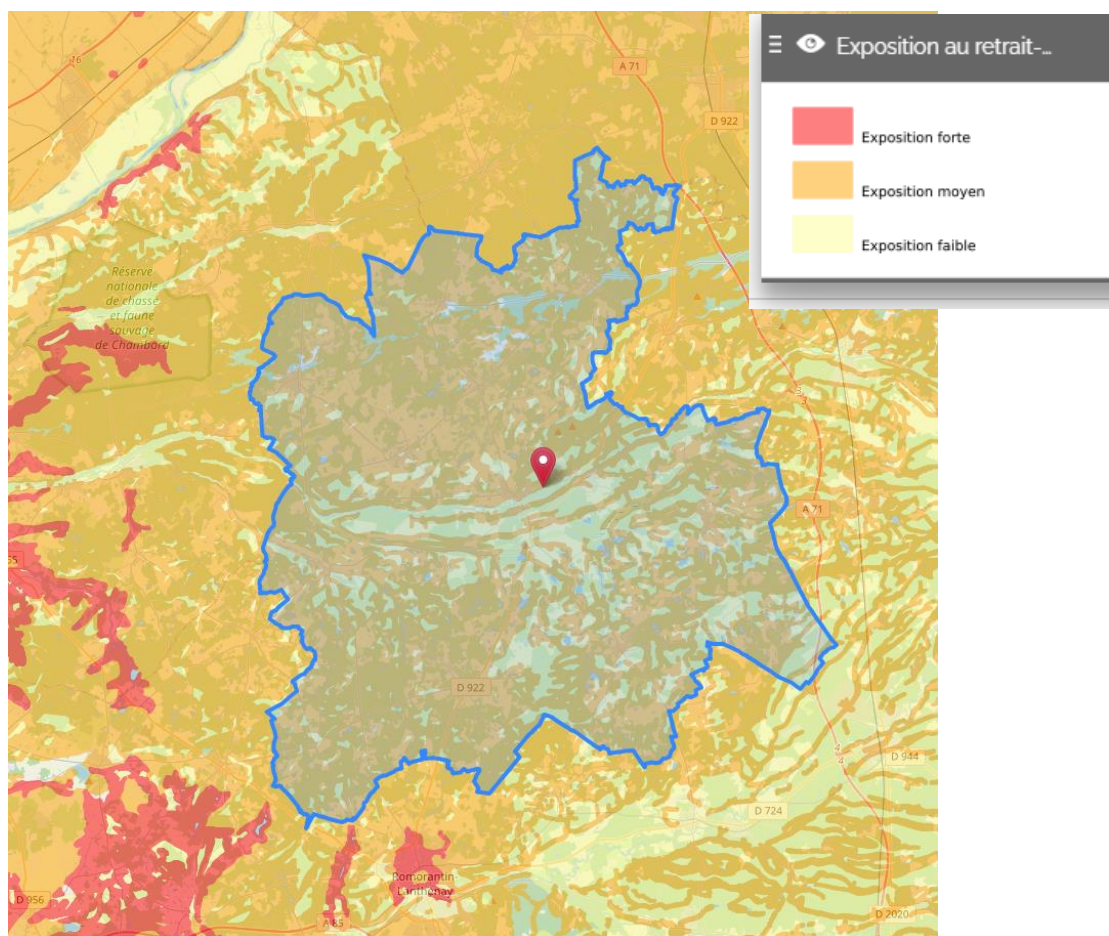 Exposition au retrait-...
Exposition forte
Exposition moyen
Exposition faible
16
A 71
D 922
Réserve
nationale
de chasse
et faune
sauvage
de Chambord
A 71
D 922
D 944
D 724
Romorantin
Lanthenay
D 956
A 85
D 2020